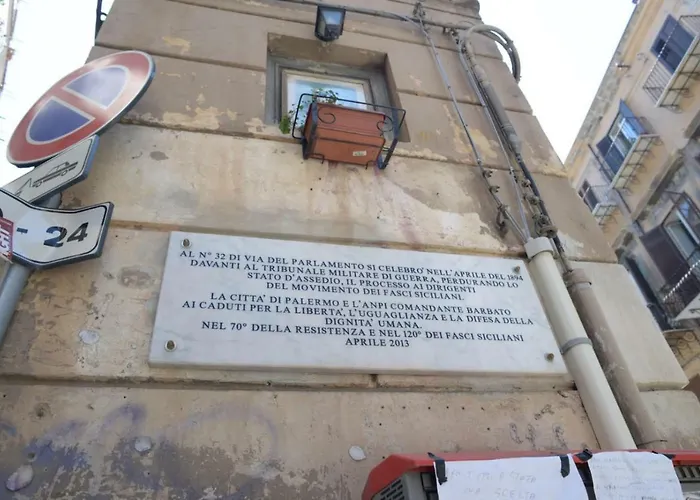 24
AL N° 32 DI VIA DEL PARLAMENTO SI CELEBRO' NELL'APRILE DEL 1894
DAVANTI AL TRIBUNALE MILITARE DI GUERRA, PERDURANDO LO
STATO D'ASSEDIO, IL PROCESSO AI DIRIGENTI
DEL MOVIMENTO DEI FASCI SICILIANI.
LA CITTA' DI PALERMO E L'ANPI COMANDANTE BARBATO
AI CADUTI PER LA LIBERTÀ, L'UGUAGLIANZA E LA DIFESA DELLA
DIGNITA' UMANA.
NEL 70° DELLA RESISTENZA E NEL 120° DEI FASCI SICILIANI
APRILE 2013